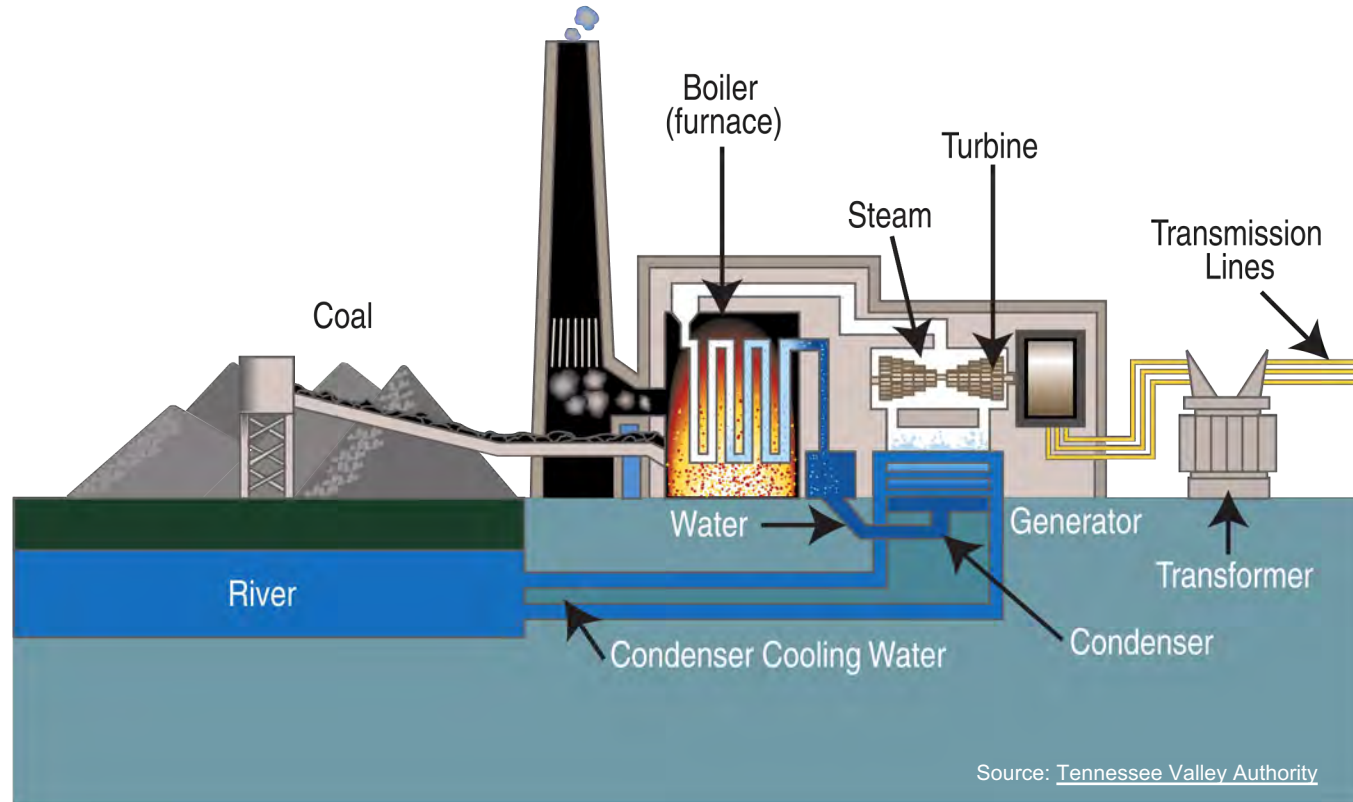 Boiler
(furnace)
Turbine
Steam
Transmission
Lines
Coal
Water
Generator
Transformer
River
Condenser
Condenser Cooling Water
Source: Tennessee Valley Authority